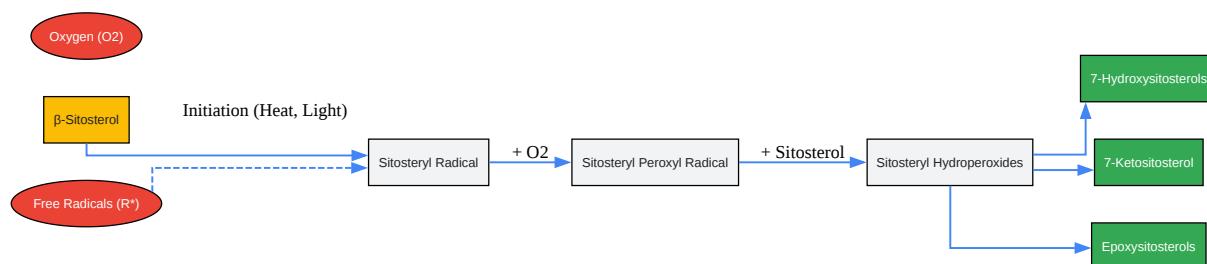 Oxygen (O2)
β-Sitosterol
Initiation (Heat, Light)
Free Radicals (R*)
Sitosteryl Radical
+ O2
Sitosteryl Peroxyl Radical
+ Sitosterol
Sitosteryl Hydroperoxides
7-Hydroxysitosterols
7-Ketositosterol
Epoxysitosterols